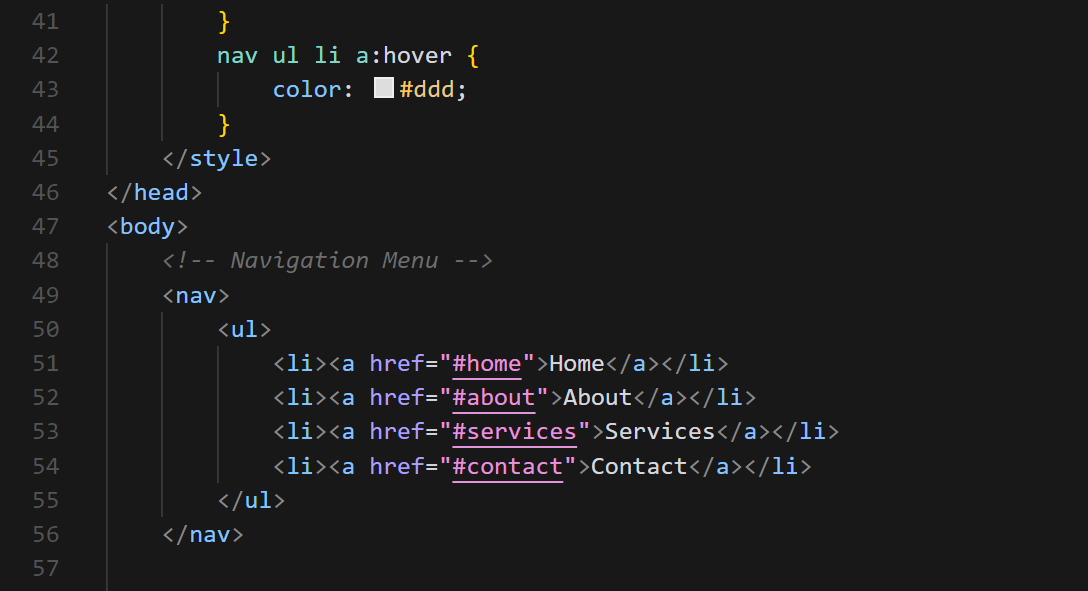 41 }
42 nav ul li a:hover {
43 color: #ddd;
44 }
45 </style>
46 </head>
47 <body>
48 <!-- Navigation Menu -->
49 <nav>
50 <ul>
51 <li><a href="#home">Home</a></li>
52 <li><a href="#about">About</a></li>
53 <li><a href="#services">Services</a></li>
54 <li><a href="#contact">Contact</a></li>
55 </ul>
56 </nav>
57